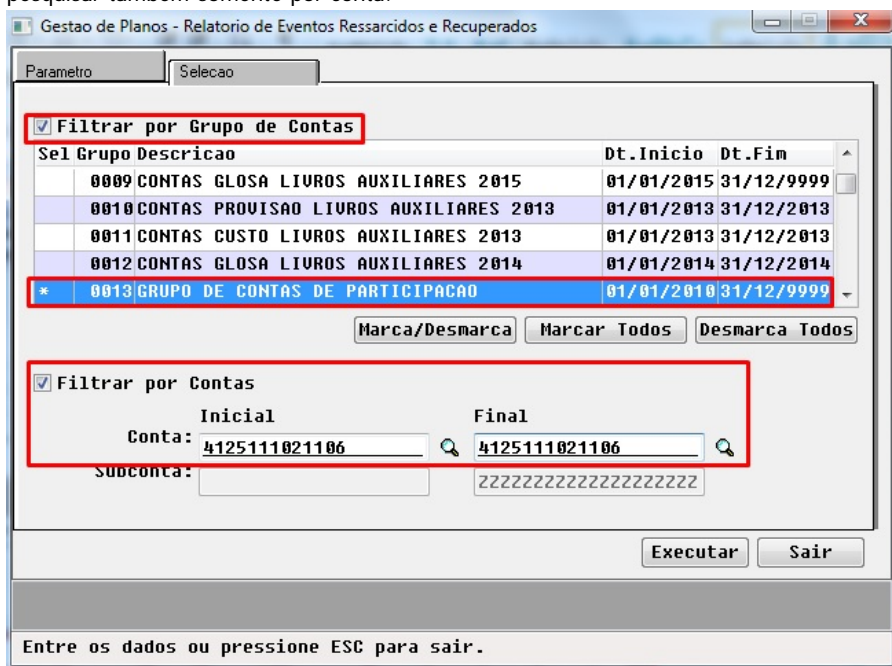 pesquisar também somente por conta.
Gestao de Planos - Relatorio de Eventos Ressarcidos e Recuperados
Parametro Selecao
Filtrar por Grupo de Contas
Sel Grupo Descricao Dt.Inicio Dt.Fim
0009 CONTAS GLOSA LIVROS AUXILIARES 2015 01/01/2015 31/12/9999
0010 CONTAS PROVISAO LIVROS AUXILIARES 2013 01/01/2013 31/12/2013
0011 CONTAS CUSTO LIVROS AUXILIARES 2013 01/01/2013 31/12/2013
0012 CONTAS GLOSA LIVROS AUXILIARES 2014 01/01/2014 31/12/2014
* 0013 GRUPO DE CONTAS DE PARTICIPACAO 01/01/2010 31/12/9999
Marca/Desmarca Marcar Todos Desmarca Todos
Filtrar por Contas
Inicial Final
Conta: 4125111021106 4125111021106
Subconta: ZZZZZZZZZZZZZZZZZZZZ
Executar Sair
Entre os dados ou pressione ESC para sair.